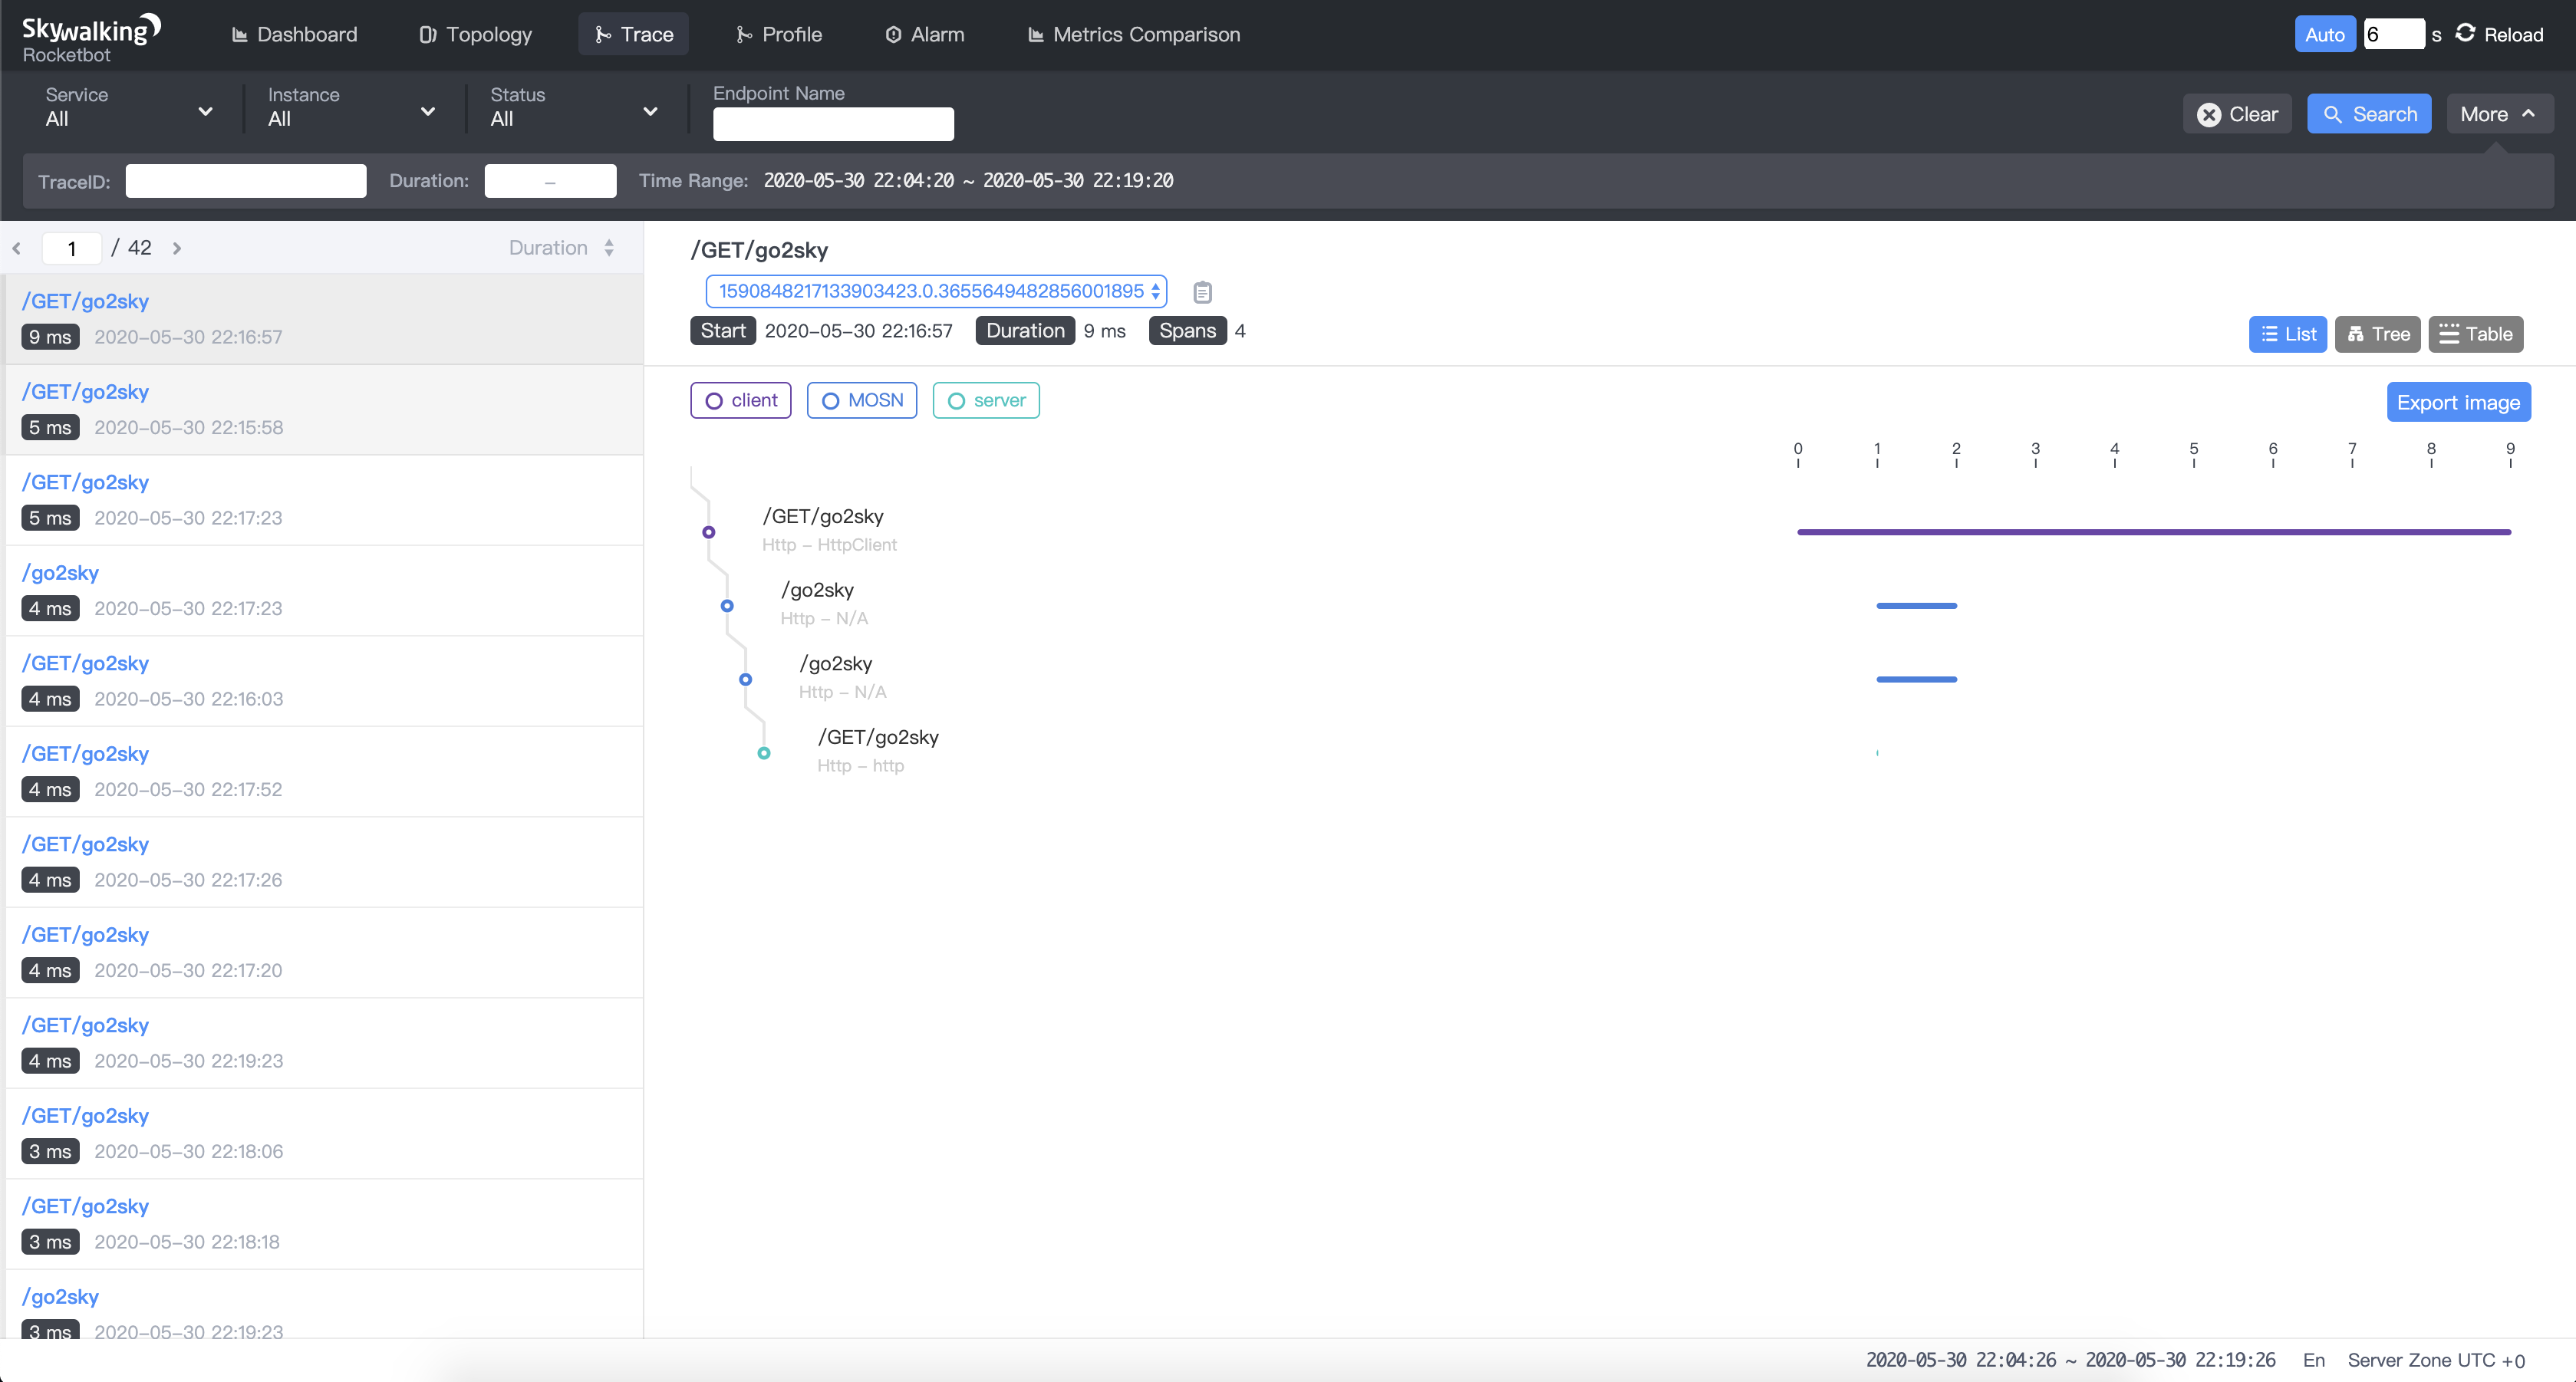 Skywalking
Rocketbot
Dashboard
Topology
Trace
Profile
Alarm
Metrics Comparison
Auto
6 s
Reload
Service
All
Instance
All
Status
All
Endpoint Name
Clear
Search
More
TraceID:
Duration: –
Time Range: 2020-05-30 22:04:20 ~ 2020-05-30 22:19:20
1 / 42
Duration
/GET/go2sky
9 ms 2020-05-30 22:16:57
/GET/go2sky
5 ms 2020-05-30 22:15:58
/GET/go2sky
5 ms 2020-05-30 22:17:23
/go2sky
4 ms 2020-05-30 22:17:23
/GET/go2sky
4 ms 2020-05-30 22:16:03
/GET/go2sky
4 ms 2020-05-30 22:17:52
/GET/go2sky
4 ms 2020-05-30 22:17:26
/GET/go2sky
4 ms 2020-05-30 22:17:20
/GET/go2sky
4 ms 2020-05-30 22:19:23
/GET/go2sky
3 ms 2020-05-30 22:18:06
/GET/go2sky
3 ms 2020-05-30 22:18:18
/go2sky
3 ms 2020-05-30 22:19:23
/GET/go2sky
1590848217133903423.0.3655649482856001895
Start 2020-05-30 22:16:57 Duration 9 ms Spans 4
List
Tree
Table
client
MOSN
server
Export image
0 1 2 3 4 5 6 7 8 9
/GET/go2sky
Http - HttpClient
/go2sky
Http - N/A
/go2sky
Http - N/A
/GET/go2sky
Http - http
2020-05-30 22:04:26 ~ 2020-05-30 22:19:26 En Server Zone UTC +0